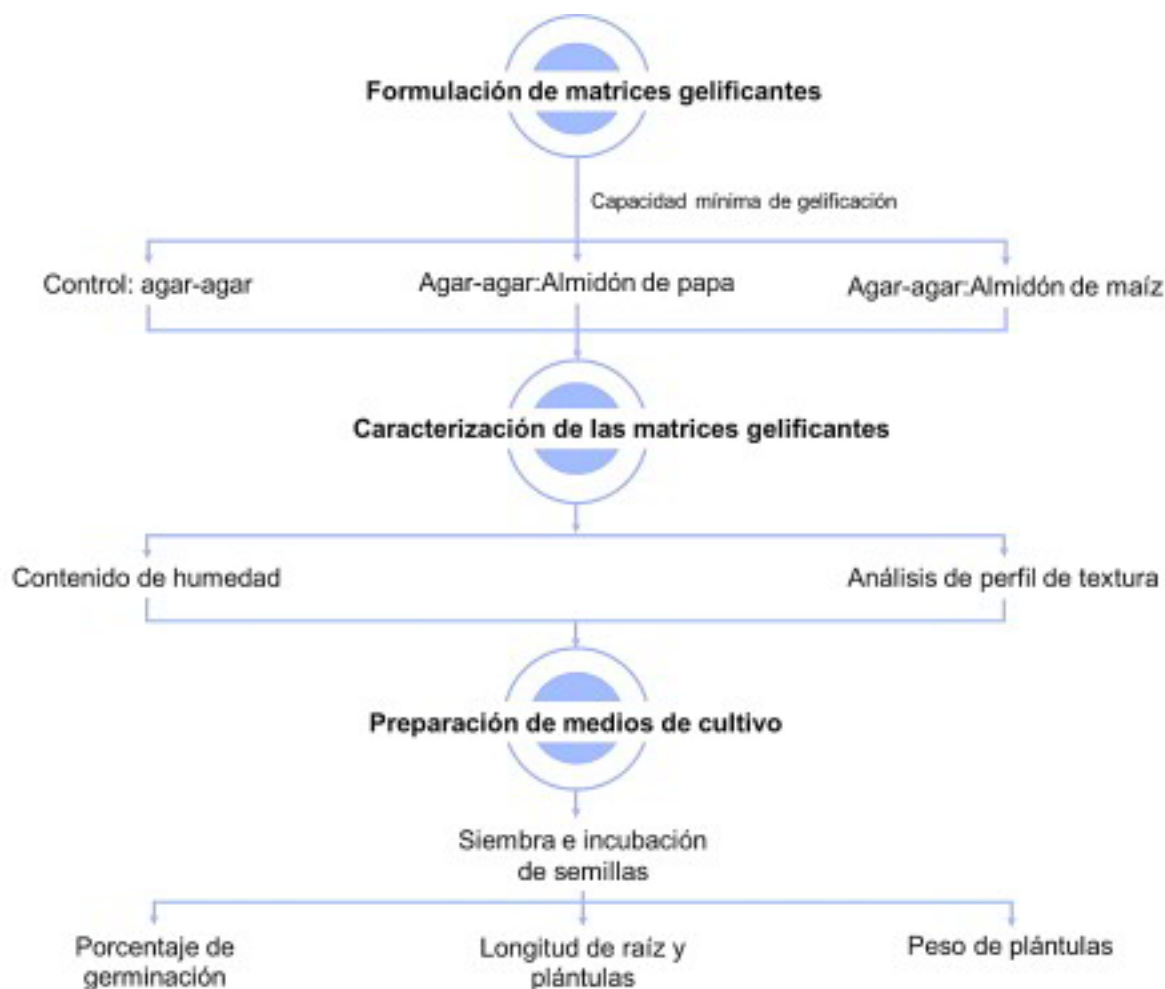 Formulación de matrices gelificantes
Capacidad mínima de gelificación
Control: agar-agar
Agar-agar:Almidón de papa
Agar-agar:Almidón de maíz
Caracterización de las matrices gelificantes
Contenido de humedad
Análisis de perfil de textura
Preparación de medios de cultivo
Siembra e incubación
de semillas
Porcentaje de
germinación
Longitud de raíz y
plántulas
Peso de plántulas